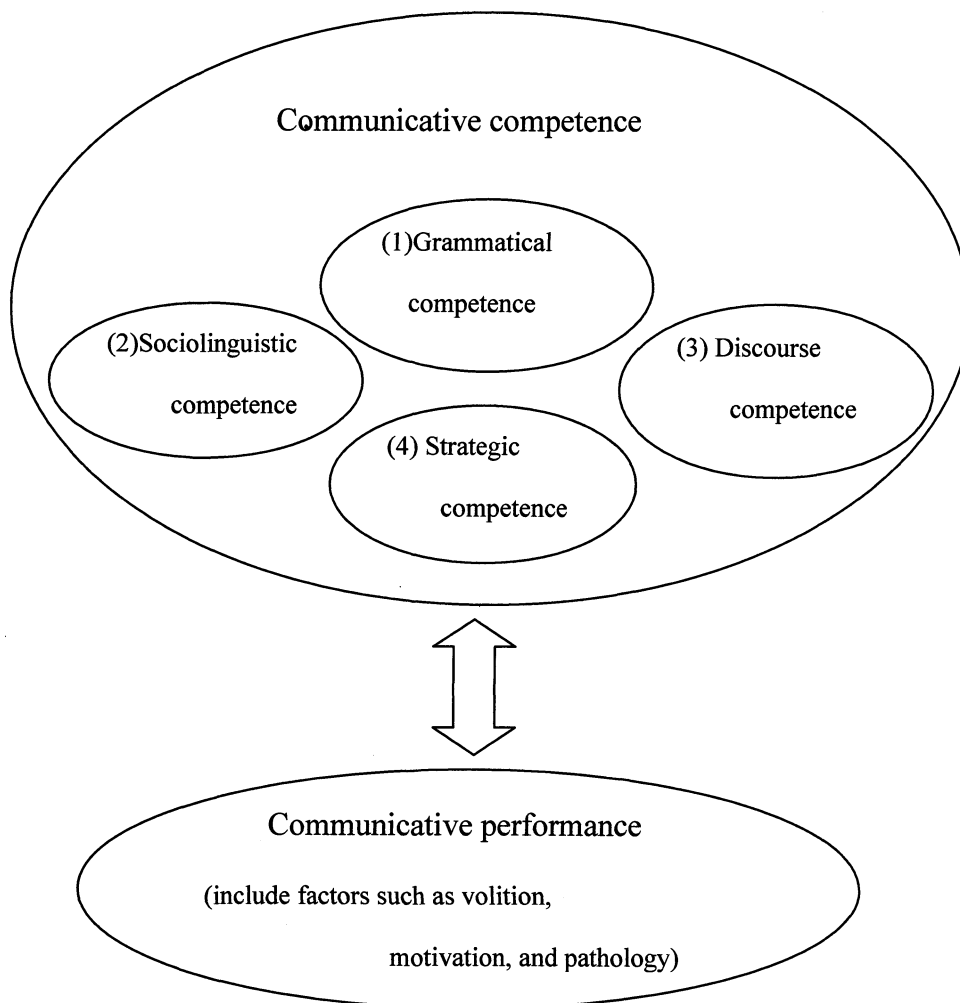 Communicative competence
(1)Grammatical
competence
(2)Sociolinguistic
competence
(3) Discourse
competence
(4) Strategic
competence
Communicative performance
(include factors such as volition,
motivation, and pathology)